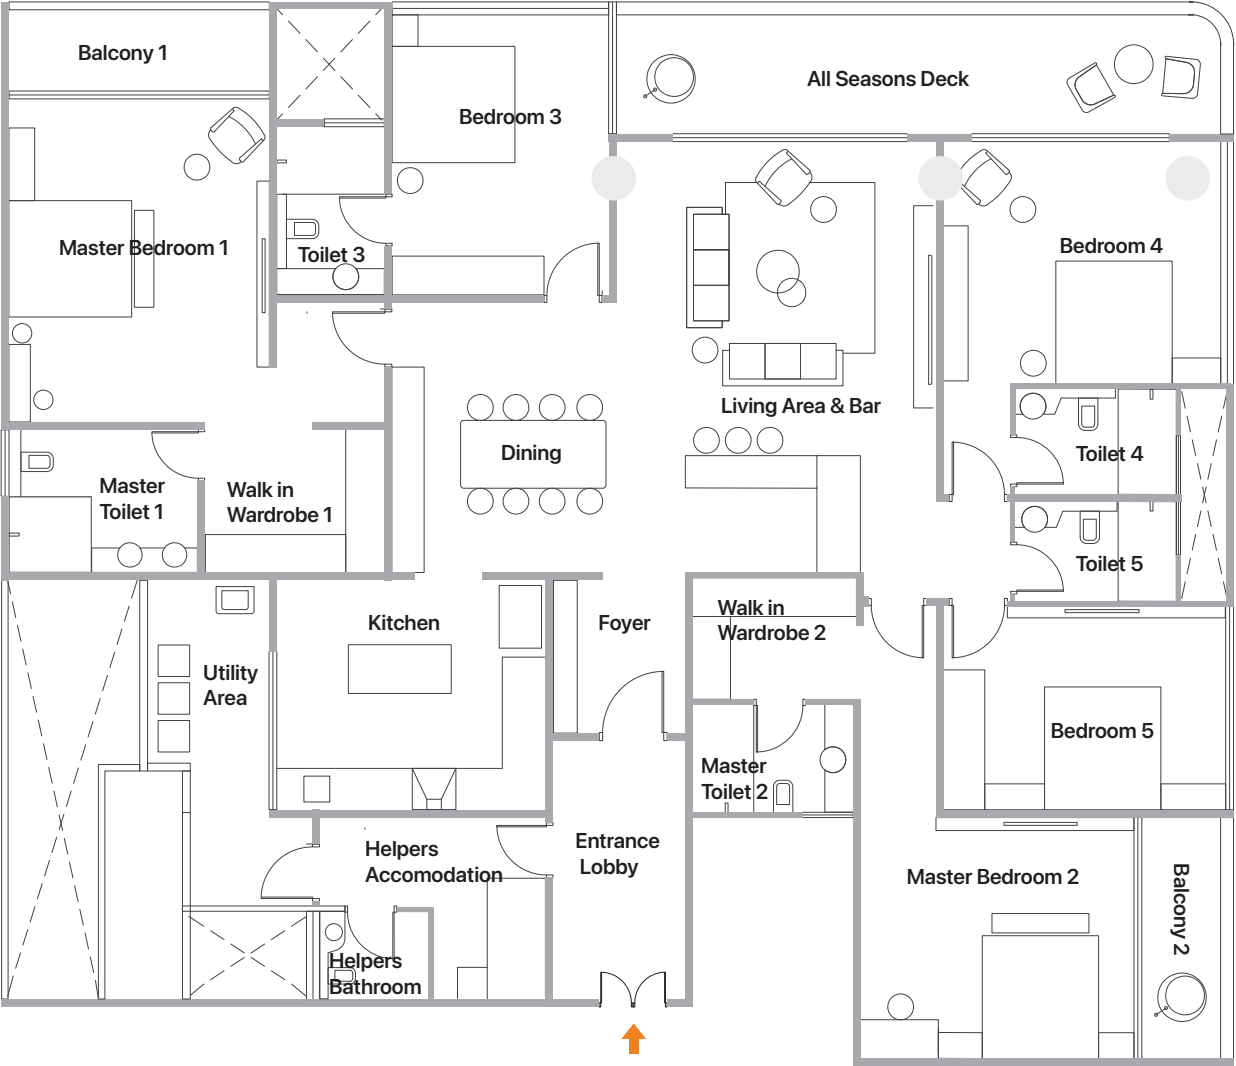 Balcony 1
All Seasons Deck
Bedroom 3
Master Bedroom 1
Toilet 3
Bedroom 4
Living Area & Bar
Dining
Toilet 4
Master
Toilet 1
Walk in
Wardrobe 1
Toilet 5
Kitchen
Foyer
Walk in
Wardrobe 2
Utility
Area
Bedroom 5
Master
Toilet 2
Entrance
Lobby
Helpers
Accomodation
Master Bedroom 2
Balcony 2
Helpers
Bathroom